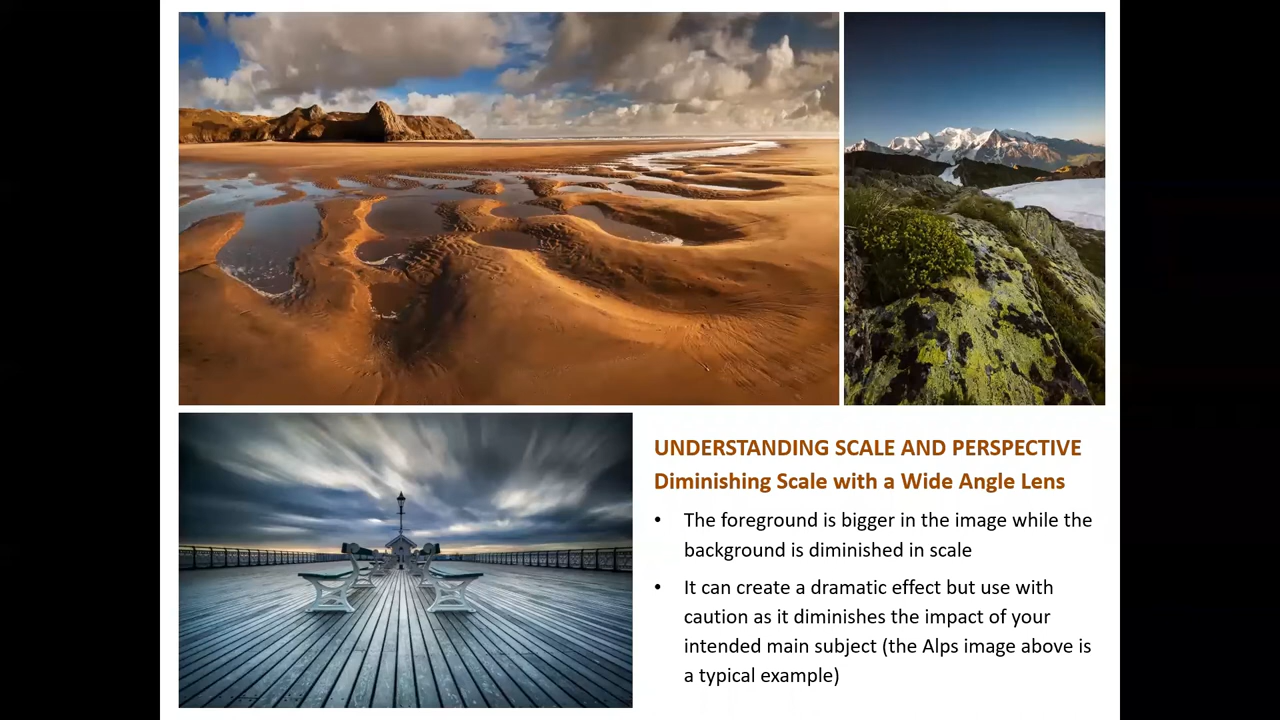 UNDERSTANDING SCALE AND PERSPECTIVE
Diminishing Scale with a Wide Angle Lens
• The foreground is bigger in the image while the
background is diminished in scale
• It can create a dramatic effect but use with
caution as it diminishes the impact of your
intended main subject (the Alps image above is
a typical example)